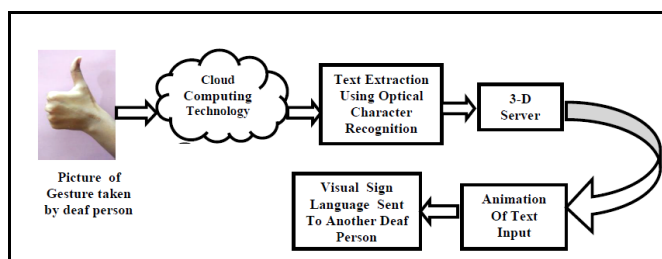 Picture of
Gesture taken
by deaf person
Cloud
Computing
Technology
Text Extraction
Using Optical
Character
Recognition
3-D
Server
Animation
Of Text
Input
Visual Sign
Language Sent
To Another Deaf
Person